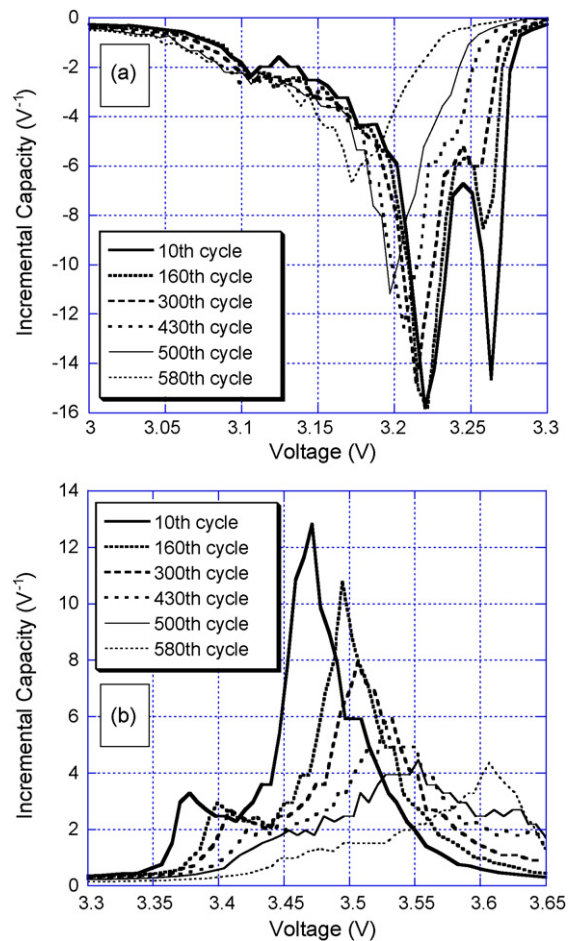 0
-2
-4
-6
-8
-10
-12
-14
-16
Incremental Capacity (V⁻¹)
(a)
10th cycle
160th cycle
300th cycle
430th cycle
500th cycle
580th cycle
3 3.05 3.1 3.15 3.2 3.25 3.3
Voltage (V)
14
12
10
8
6
4
2
0
Incremental Capacity (V⁻¹)
10th cycle
160th cycle
300th cycle
430th cycle
500th cycle
580th cycle
(b)
3.3 3.35 3.4 3.45 3.5 3.55 3.6 3.65
Voltage (V)